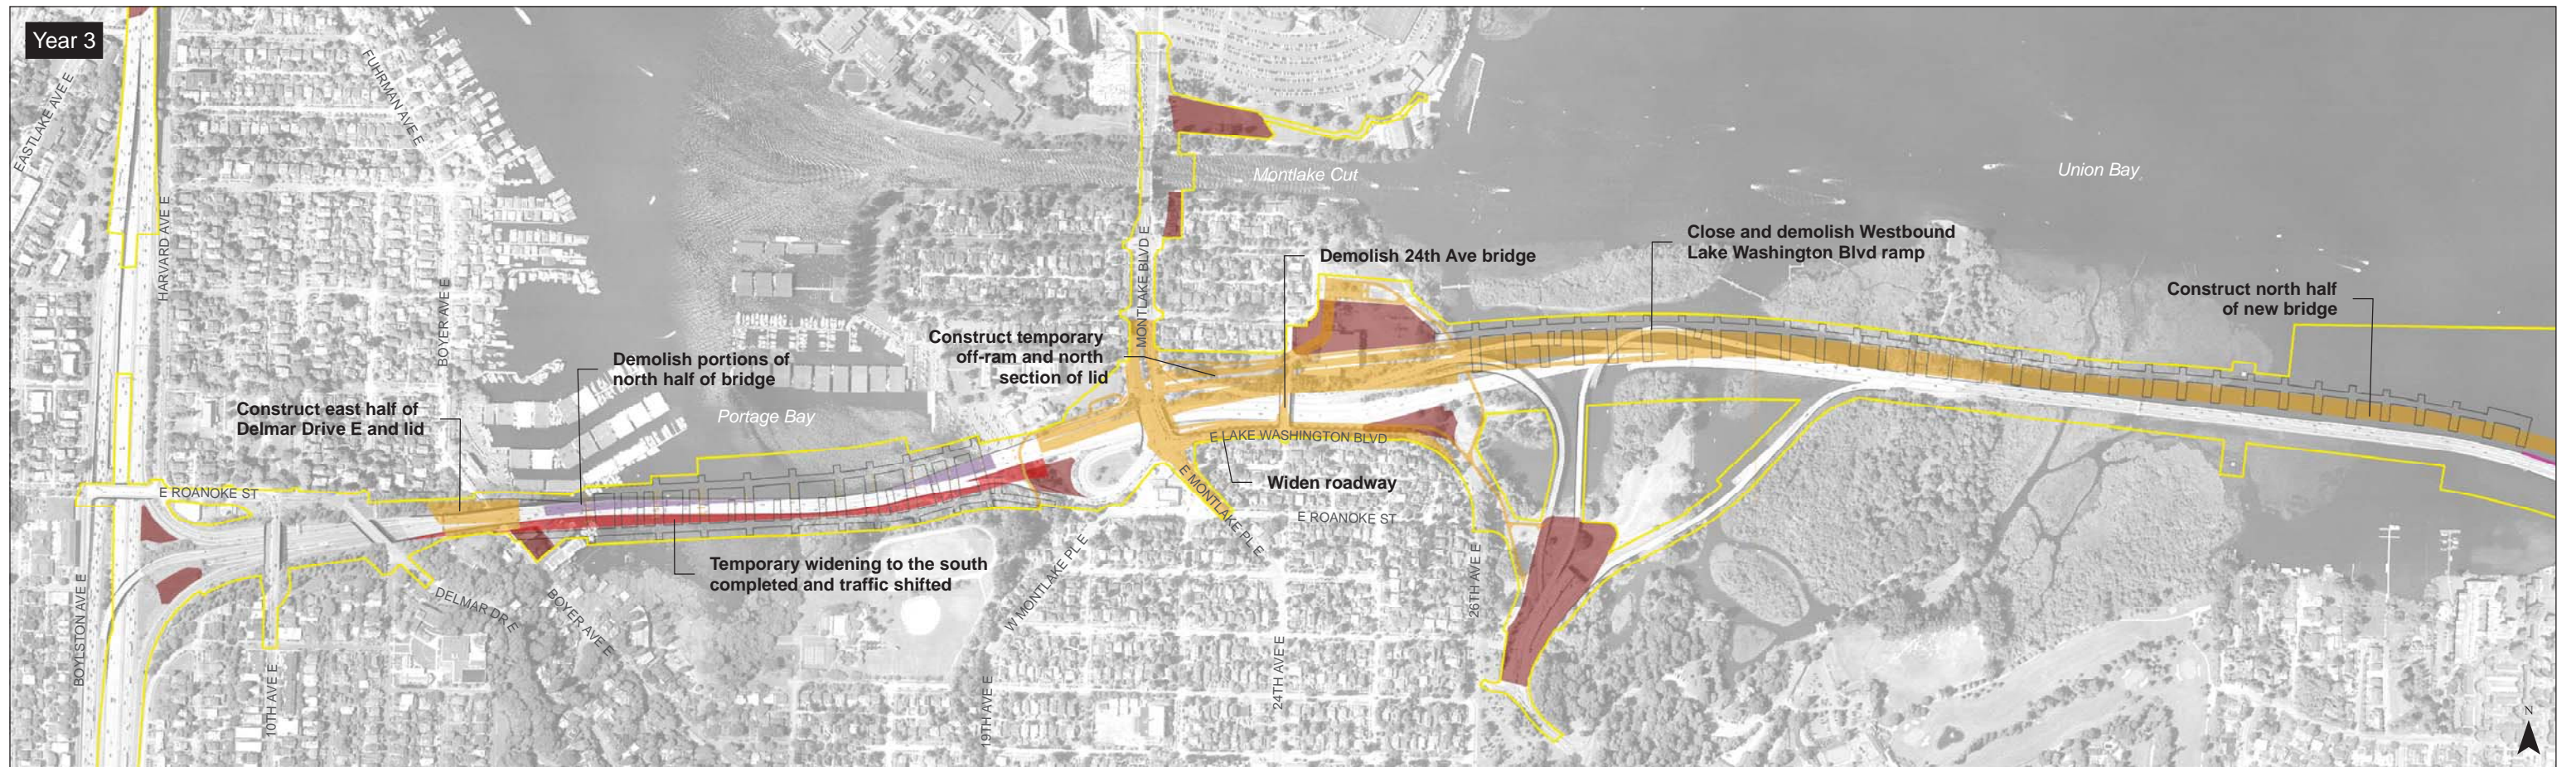 Year 3
EASTLAKE AVE E
FUHRMAN AVE E
HARVARD AVE E
BOYER AVE E
MONTLAKE BLVD E
Montlake Cut
Union Bay
Close and demolish Westbound
Lake Washington Blvd ramp
Demolish 24th Ave bridge
Construct north half
of new bridge
Construct temporary
off-ram and north
section of lid
Demolish portions of
north half of bridge
Portage Bay
Construct east half of
Delmar Drive E and lid
E LAKE WASHINGTON BLVD
E ROANOKE ST
E MONTLAKE PL E
Widen roadway
E ROANOKE ST
Temporary widening to the south
completed and traffic shifted
BOYLSTON AVE E
10TH AVE E
DELMAR DR E
BOYER AVE E
W MONTLAKE PL E
19TH AVE E
24TH AVE E
26TH AVE E
N